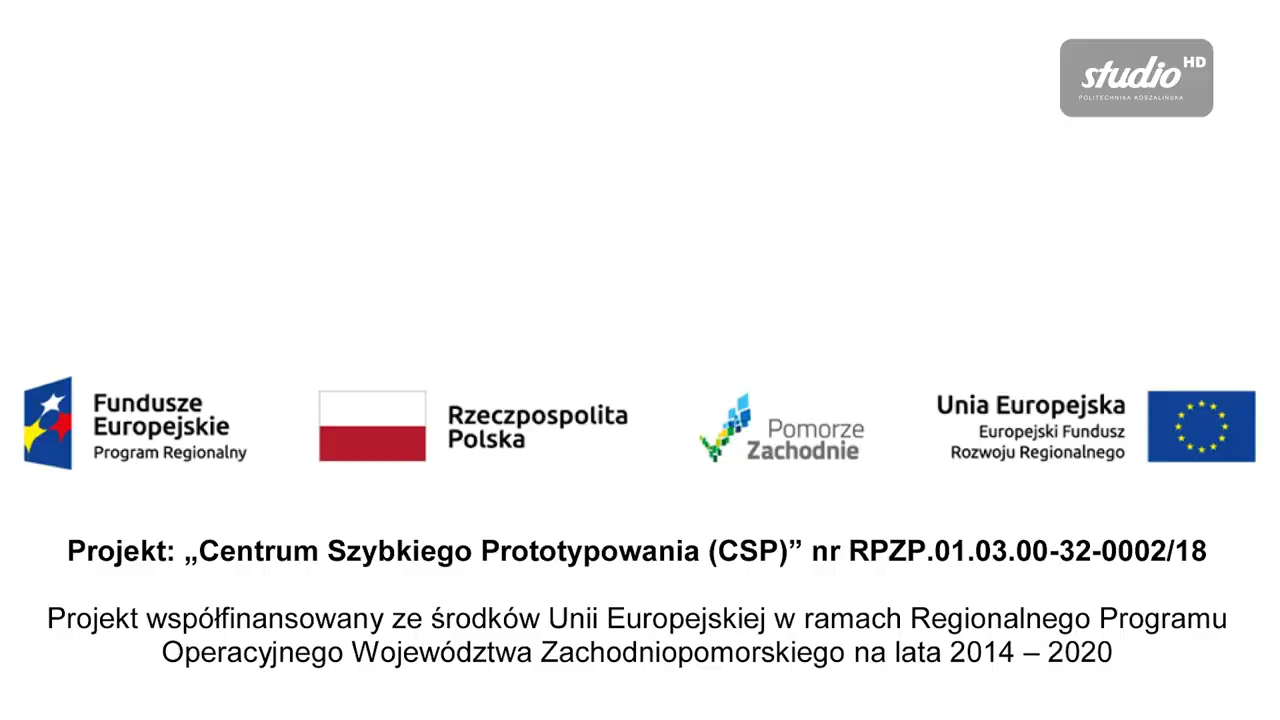 studio HD
POLITECHNIKA KOSZALIŃSKA
Fundusze
Europejskie
Program Regionalny
Rzeczpospolita
Polska
Pomorze
Zachodnie
Unia Europejska
Europejski Fundusz
Rozwoju Regionalnego
Projekt: „Centrum Szybkiego Prototypowania (CSP)” nr RPZP.01.03.00-32-0002/18
Projekt współfinansowany ze środków Unii Europejskiej w ramach Regionalnego Programu
Operacyjnego Województwa Zachodniopomorskiego na lata 2014 – 2020